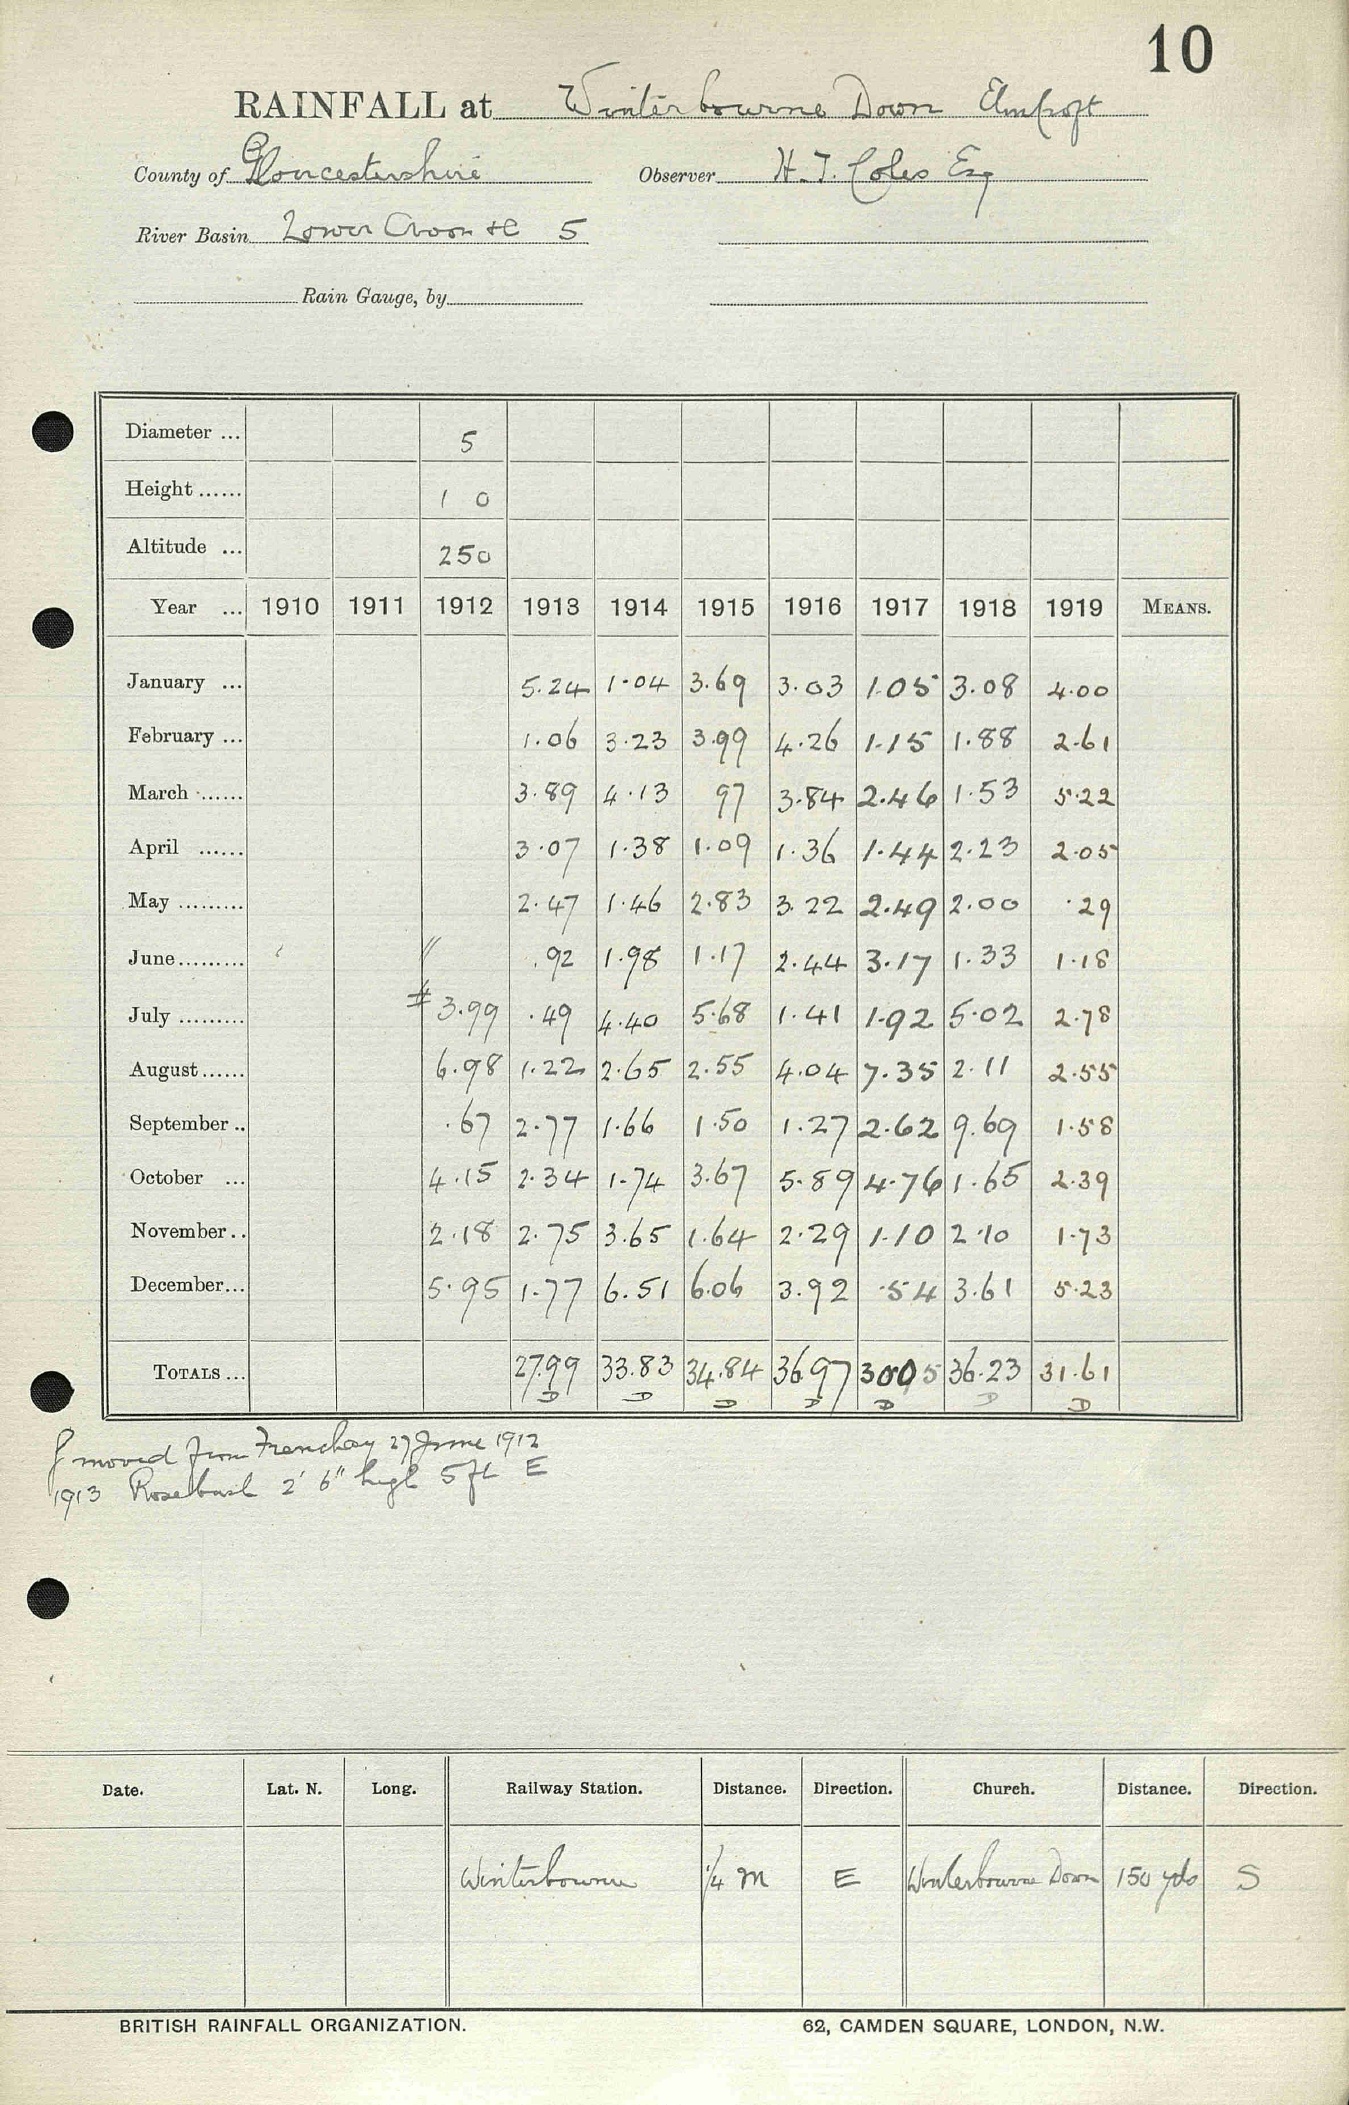 10
RAINFALL at Winterbourne Down Elmcroft
County of Gloucestershire Observer H. T. Coles Esq
River Basin Lower Avon &c 5
Rain Gauge, by
Diameter ... 5
Height ...... 1 0
Altitude ... 250
Year ... 1910 1911 1912 1913 1914 1915 1916 1917 1918 1919 MEANS.
January ... 5.24 1.04 3.69 3.03 1.05 3.08 4.00
February ... 1.06 3.23 3.99 4.26 1.15 1.88 2.61
March ...... 3.89 4.13 97 3.84 2.46 1.53 5.22
April ...... 3.07 1.38 1.09 1.36 1.44 2.23 2.05
May ......... 2.47 1.46 2.83 3.22 2.49 2.00 .29
June ......... .92 1.98 1.17 2.44 3.17 1.33 1.18
July ......... # 3.99 .49 4.40 5.68 1.41 1.92 5.02 2.78
August ...... 6.98 1.22 2.65 2.55 4.04 7.35 2.11 2.55
September .. .67 2.77 1.66 1.50 1.27 2.62 9.69 1.58
October ... 4.15 2.34 1.74 3.67 5.89 4.76 1.65 2.39
November .. 2.18 2.75 3.65 1.64 2.29 1.10 2.10 1.73
December ... 5.95 1.77 6.51 6.06 3.92 .54 3.61 5.23
TOTALS ... 27.99 33.83 34.84 36.97 30.05 36.23 31.61
D D D D D D D
moved from Frenchay 27 June 1912
1913 Rosebush 2' 6" high 5 ft E
Date. Lat. N. Long. Railway Station. Distance. Direction. Church. Distance. Direction.
Winterbourne 1/4 m E Winterbourne Down 150 yds S
BRITISH RAINFALL ORGANIZATION. 62, CAMDEN SQUARE, LONDON, N.W.